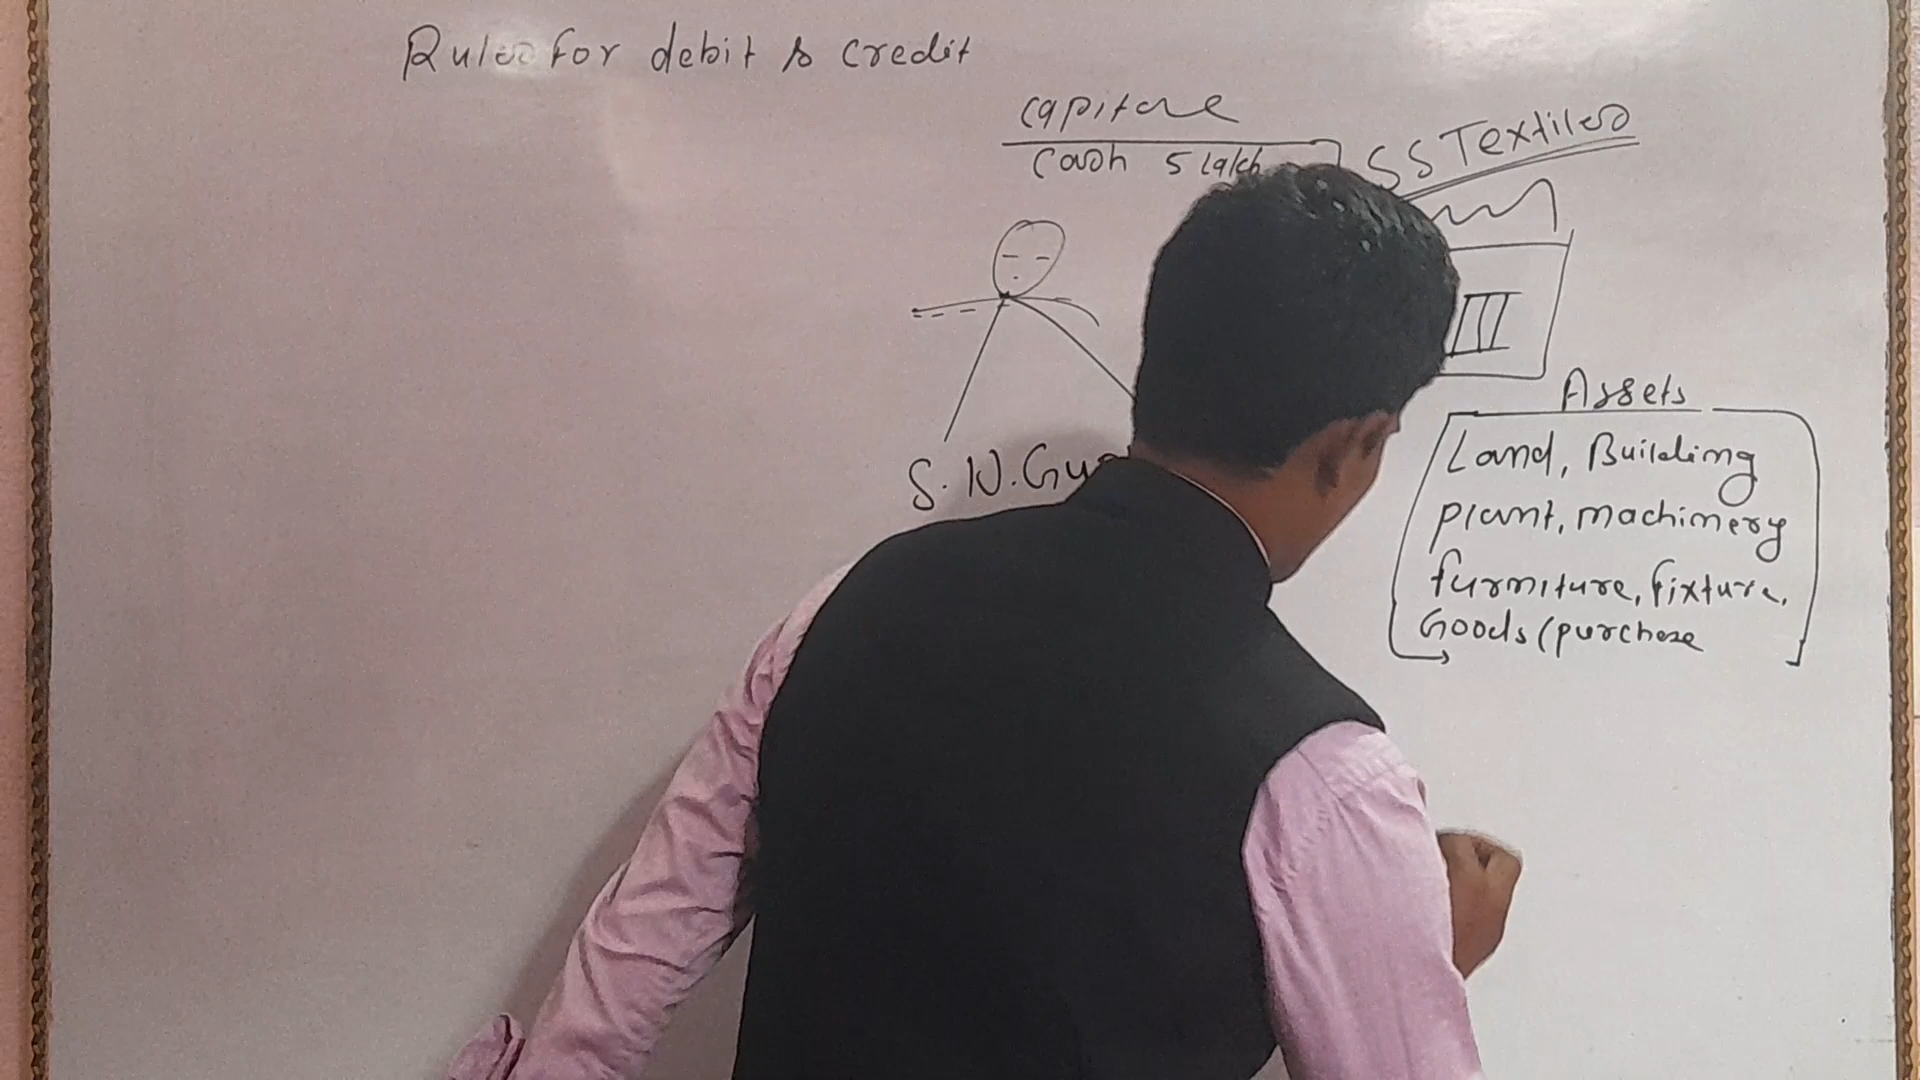 Rules for debit & credit
capital
Cash 5 lakh
SS Textiles
S. N. 
Assets
Land, Building
plant, machinery
furniture, fixture,
Goods (purchase